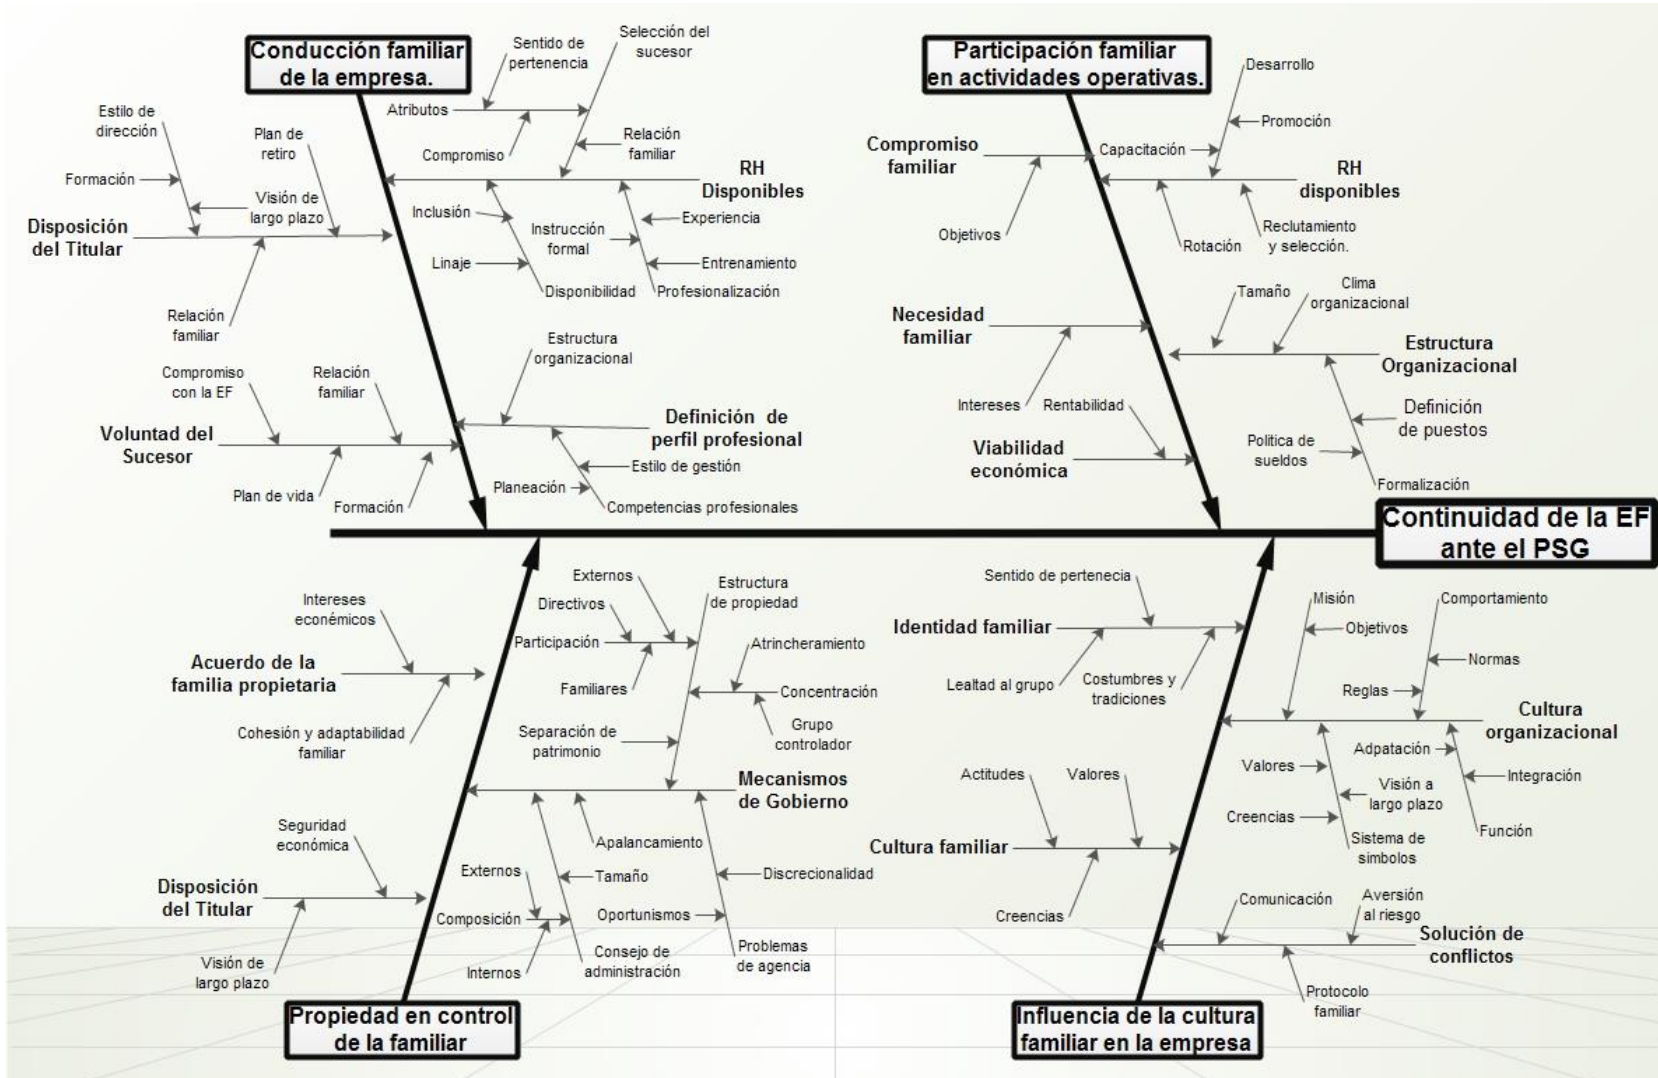 Conducción familiar
de la empresa.
Estilo de
dirección
Plan de
retiro
Formación
Visión de
largo plazo
Disposición
del Titular
Relación
familiar
Sentido de
pertenencia
Selección del
sucesor
Atributos
Compromiso
Relación
familiar
RH
Disponibles
Inclusión
Instrucción
formal
Experiencia
Linaje
Entrenamiento
Disponibilidad
Profesionalización
Compromiso
con la EF
Relación
familiar
Voluntad del
Sucesor
Plan de vida
Formación
Estructura
organizacional
Definición de
perfil profesional
Estilo de gestión
Planeación
Competencias profesionales
Participación familiar
en actividades operativas.
Compromiso
familiar
Objetivos
Desarrollo
Promoción
Capacitación
RH
disponibles
Rotación
Reclutamiento
y selección.
Necesidad
familiar
Intereses
Tamaño
Clima
organizacional
Estructura
Organizacional
Rentabilidad
Viabilidad
económica
Definición
de puestos
Politica de
sueldos
Formalización
Continuidad de la EF
ante el PSG
Intereses
económicos
Acuerdo de la
familia propietaria
Cohesión y adaptabilidad
familiar
Externos
Directivos
Estructura
de propiedad
Participación
Atrincheramiento
Familiares
Concentración
Separación de
patrimonio
Grupo
controlador
Mecanismos
de Gobierno
Seguridad
económica
Disposición
del Titular
Visión de
largo plazo
Apalancamiento
Externos
Tamaño
Discrecionalidad
Composición
Oportunismos
Internos
Consejo de
administración
Problemas
de agencia
Propiedad en control
de la familiar
Sentido de pertenecia
Identidad familiar
Lealtad al grupo
Costumbres y
tradiciones
Misión
Comportamiento
Objetivos
Normas
Reglas
Cultura
organizacional
Adpatación
Valores
Integración
Visión a
largo plazo
Creencias
Función
Sistema de
simbolos
Actitudes
Valores
Cultura familiar
Creencias
Comunicación
Aversión
al riesgo
Solución de
conflictos
Protocolo
familiar
Influencia de la cultura
familiar en la empresa